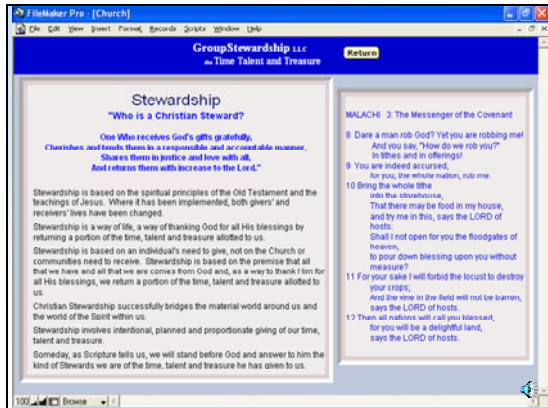 FileMaker Pro - [Church]
File Edit View Insert Format Records Scripts Window Help
GroupStewardship LLC
dba Time Talent and Treasure
Return
Stewardship
"Who is a Christian Steward?
One Who receives God's gifts gratefully,
Cherishes and tends them in a responsible and accountable manner,
Shares them in justice and love with all,
And returns them with increase to the Lord."
Stewardship is based on the spiritual principles of the Old Testament and the
teachings of Jesus. Where it has been implemented, both givers' and
receivers' lives have been changed.
Stewardship is a way of life, a way of thanking God for all His blessings by
returning a portion of the time, talent and treasure allotted to us.
Stewardship is based on an individual's need to give, not on the Church or
communities need to receive. Stewardship is based on the premise that all
that we have and all that we are comes from God and, as a way to thank Him for
all His blessings, we return a portion of the time, talent and treasure allotted to
us.
Christian Stewardship successfully bridges the material world around us and
the world of the Spirit within us.
Stewardship involves intentional, planned and proportionate giving of our time,
talent and treasure.
Someday, as Scripture tells us, we will stand before God and answer to him the
kind of Stewards we are of the time, talent and treasure he has given to us.
MALACHI 3: The Messenger of the Covenant
8 Dare a man rob God? Yet you are robbing me!
And you say, "How do we rob you?"
In tithes and in offerings!
9 You are indeed accursed,
for you, the whole nation, rob me.
10 Bring the whole tithe
into the storehouse,
That there may be food in my house,
and try me in this, says the LORD of
hosts:
Shall I not open for you the floodgates of
heaven,
to pour down blessing upon you without
measure?
11 For your sake I will forbid the locust to destroy
your crops;
And the vine in the field will not be barren,
says the LORD of hosts.
12 Then all nations will call you blessed,
for you will be a delightful land,
says the LORD of hosts.
100 Browse